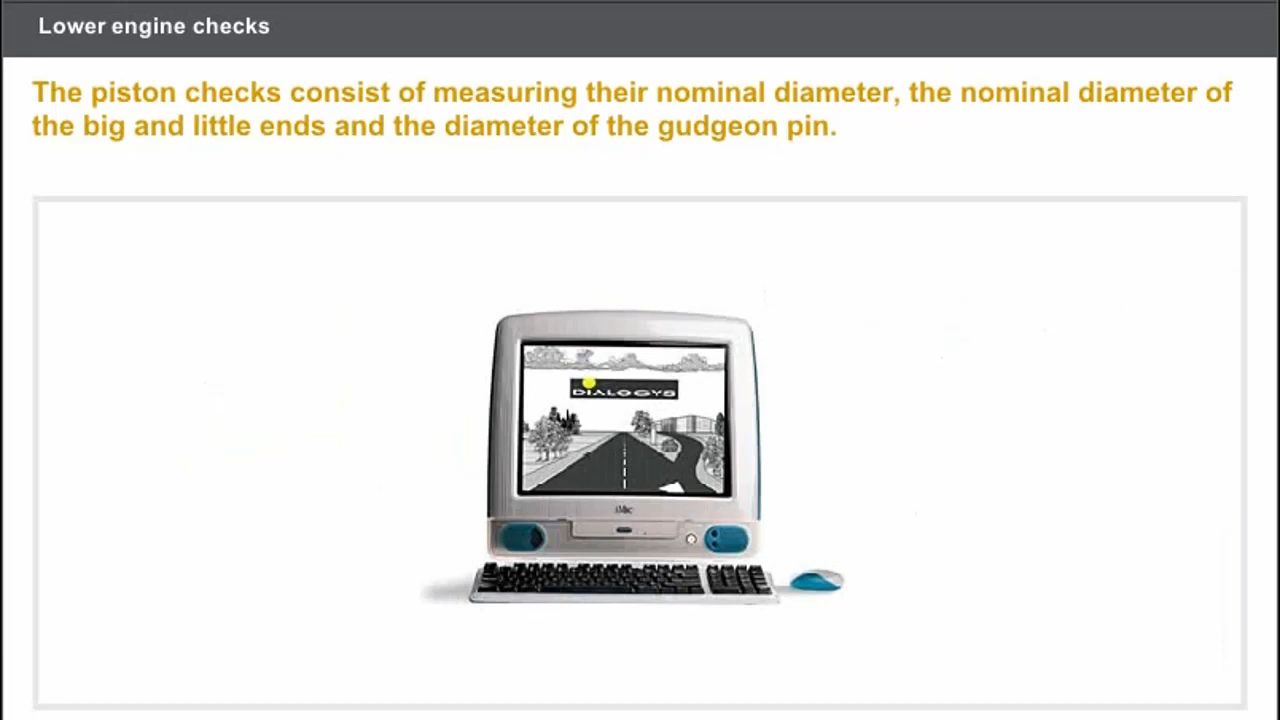 Lower engine checks
The piston checks consist of measuring their nominal diameter, the nominal diameter of
the big and little ends and the diameter of the gudgeon pin.
DIALOGYS
iMac